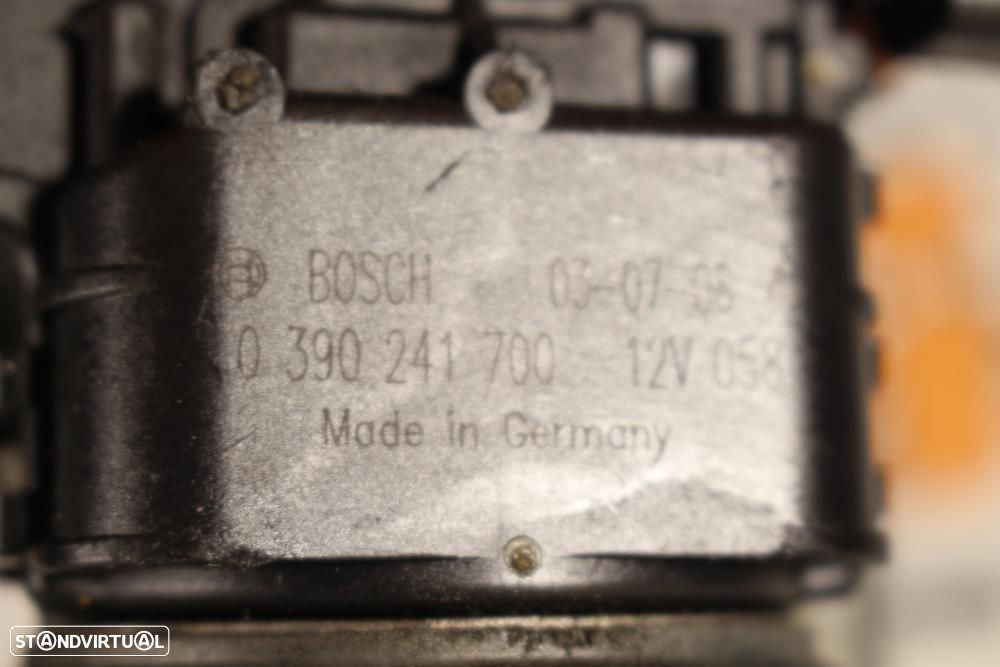 BOSCH 03-07-98
0 390 241 700 12V 058
Made in Germany
STANDVIRTUAL